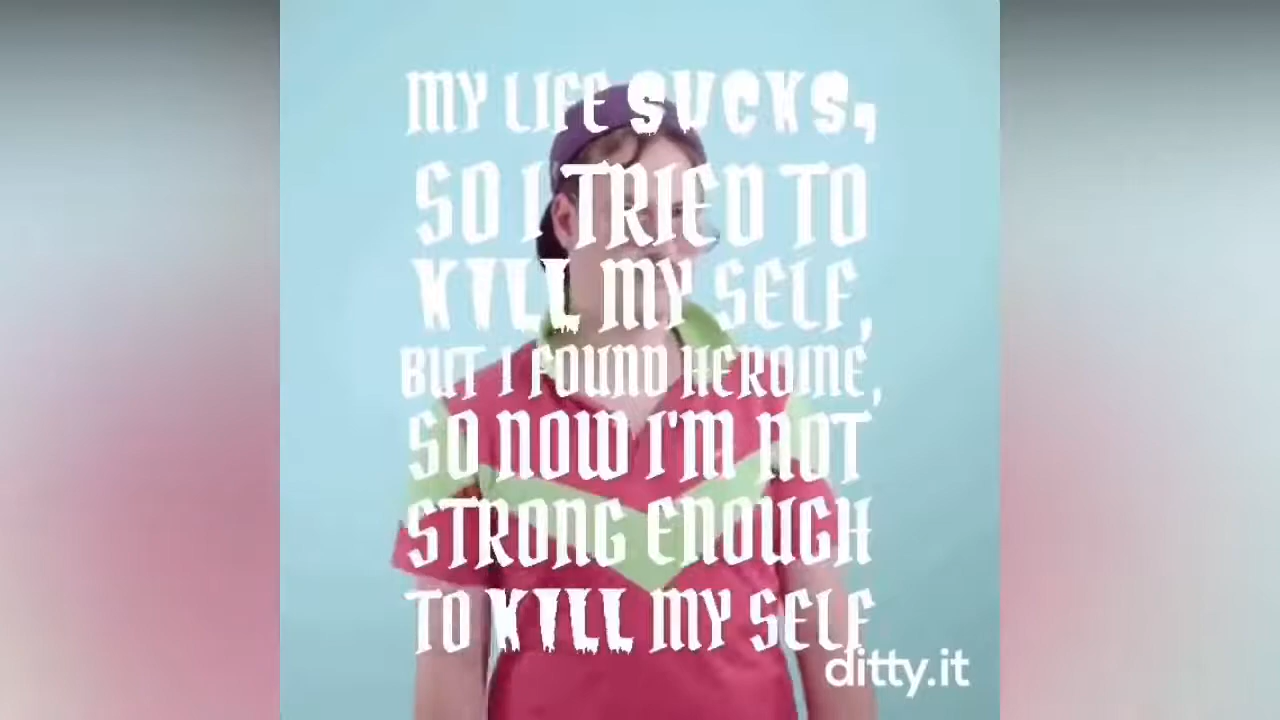 MY LIFE SUCKS,
SO I TRIED TO
KILL MY SELF,
BUT I FOUND HEROINE,
SO NOW I'M NOT
STRONG ENOUGH
TO KILL MY SELF
ditty.it